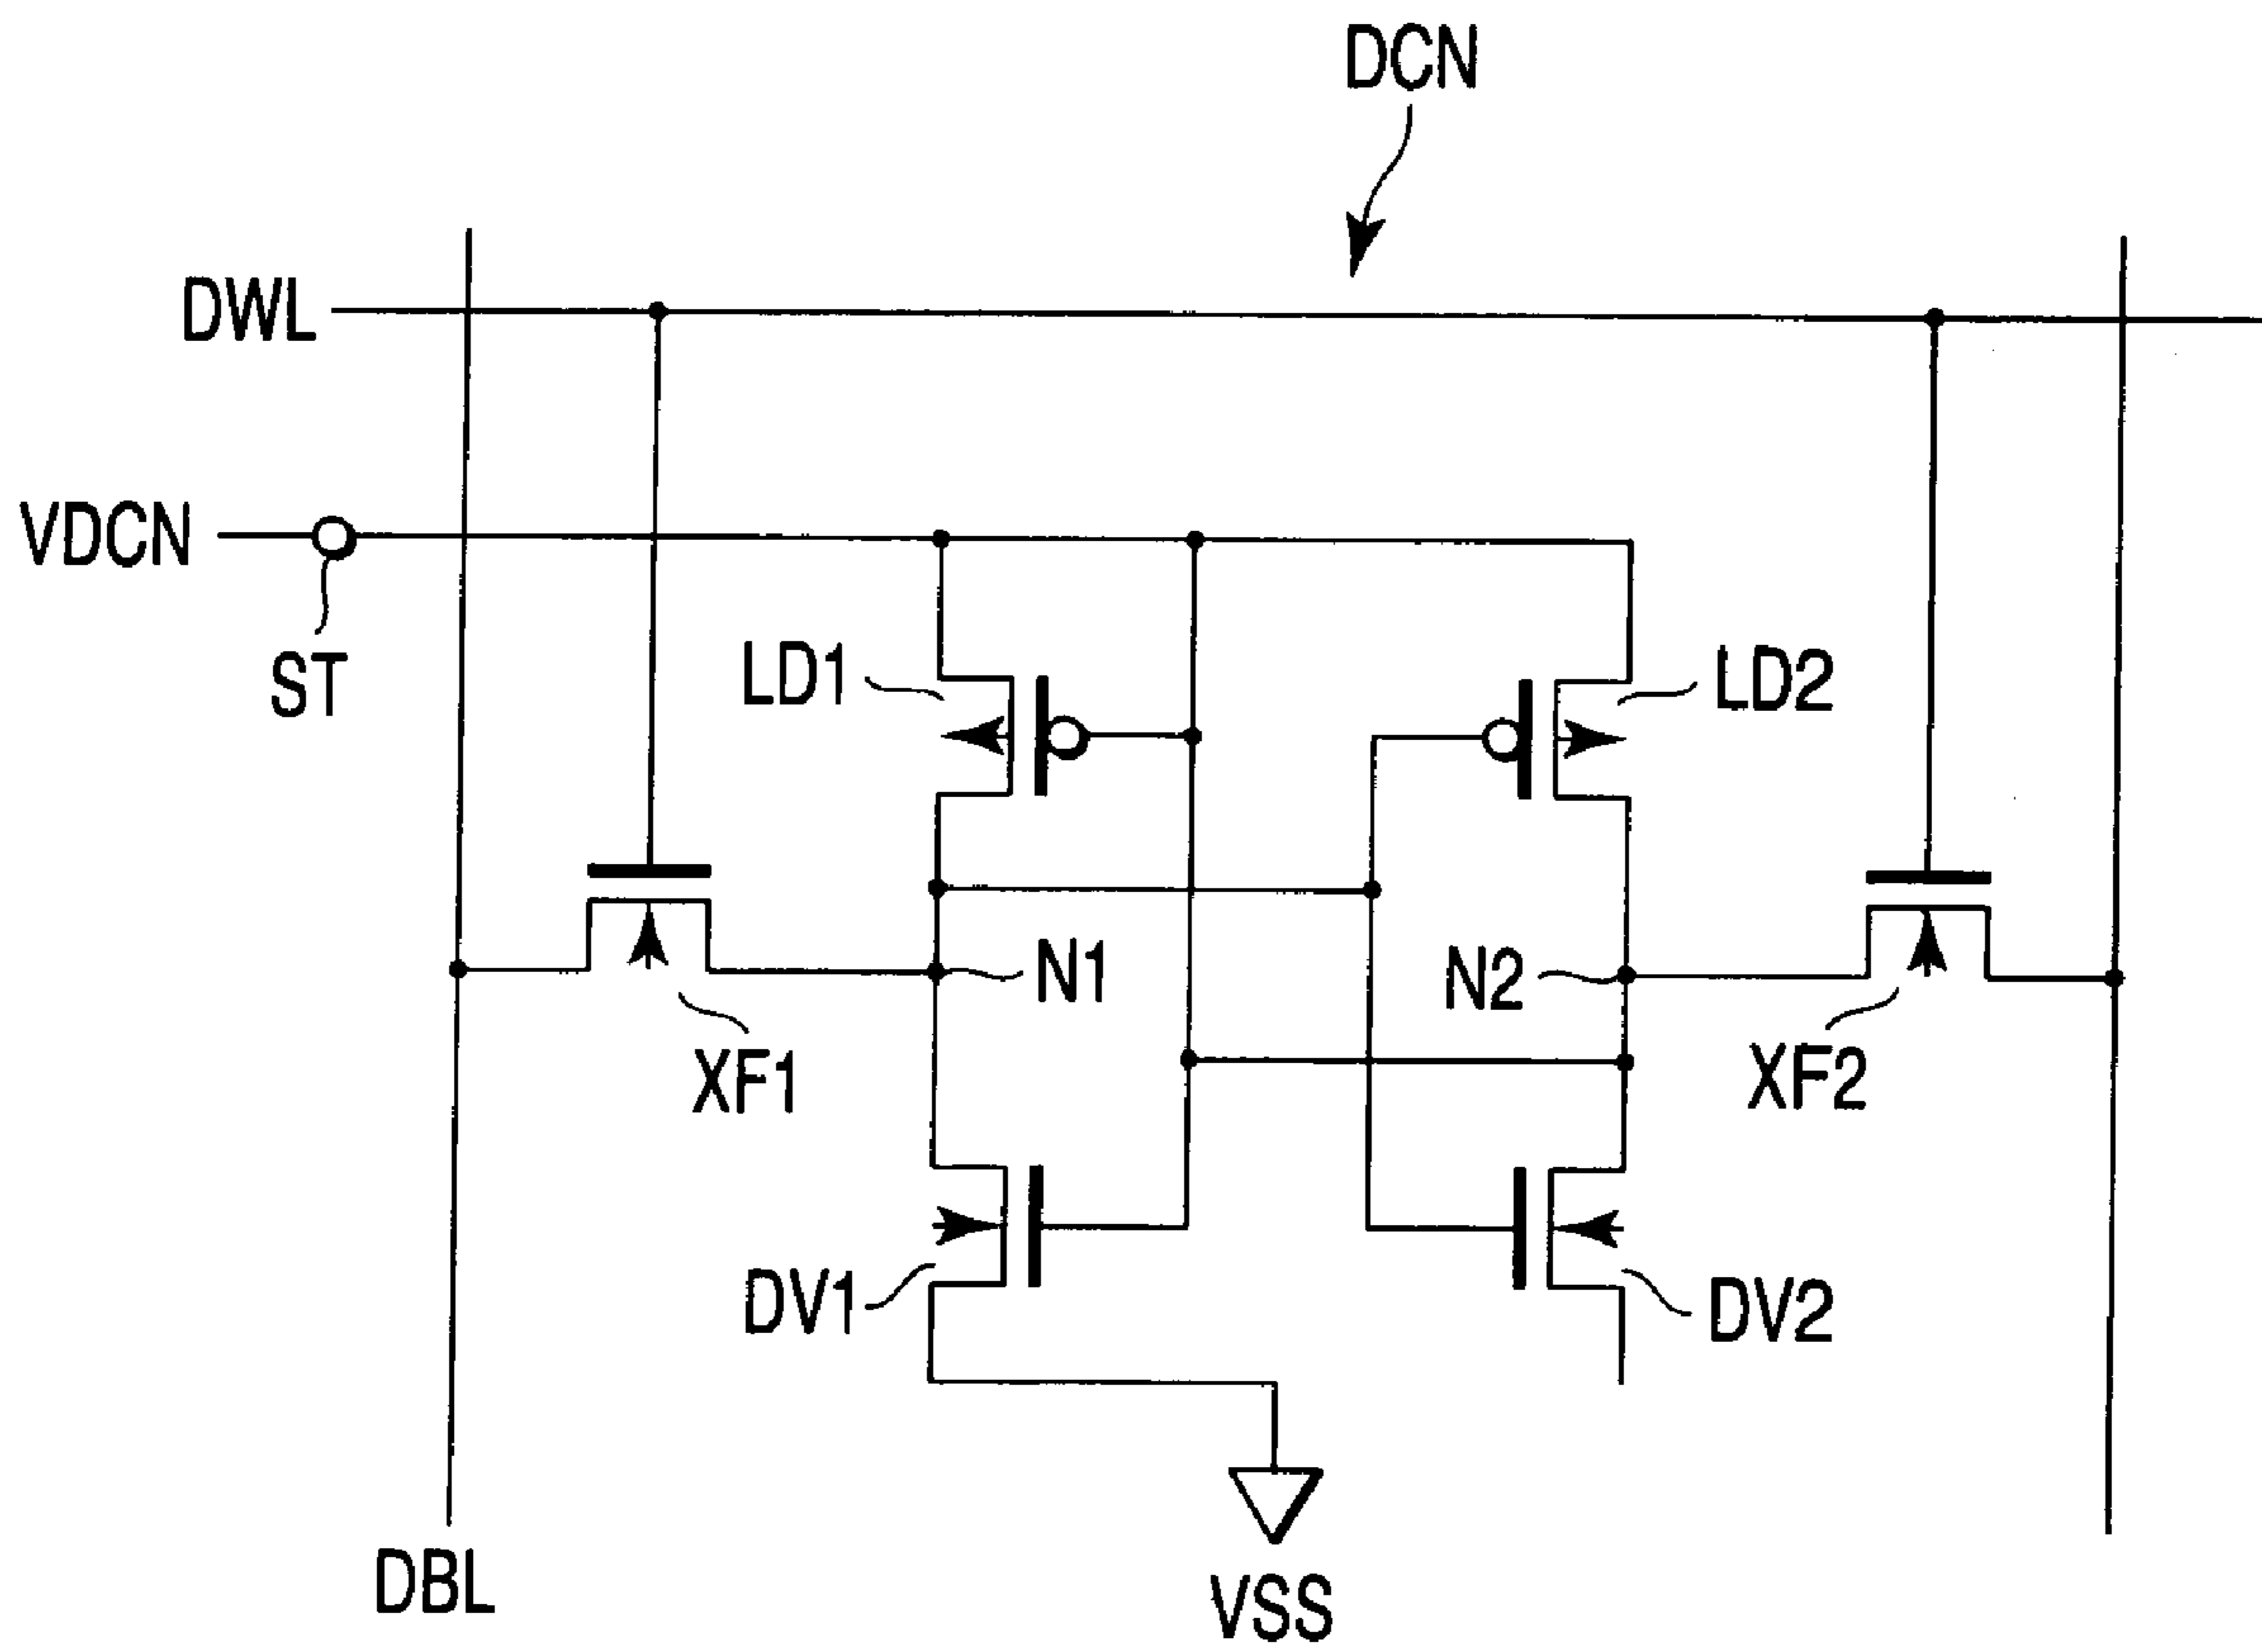 DCN
DWL
VDCN
ST
LD1
LD2
N1
N2
XF1
XF2
DV1
DV2
DBL
VSS